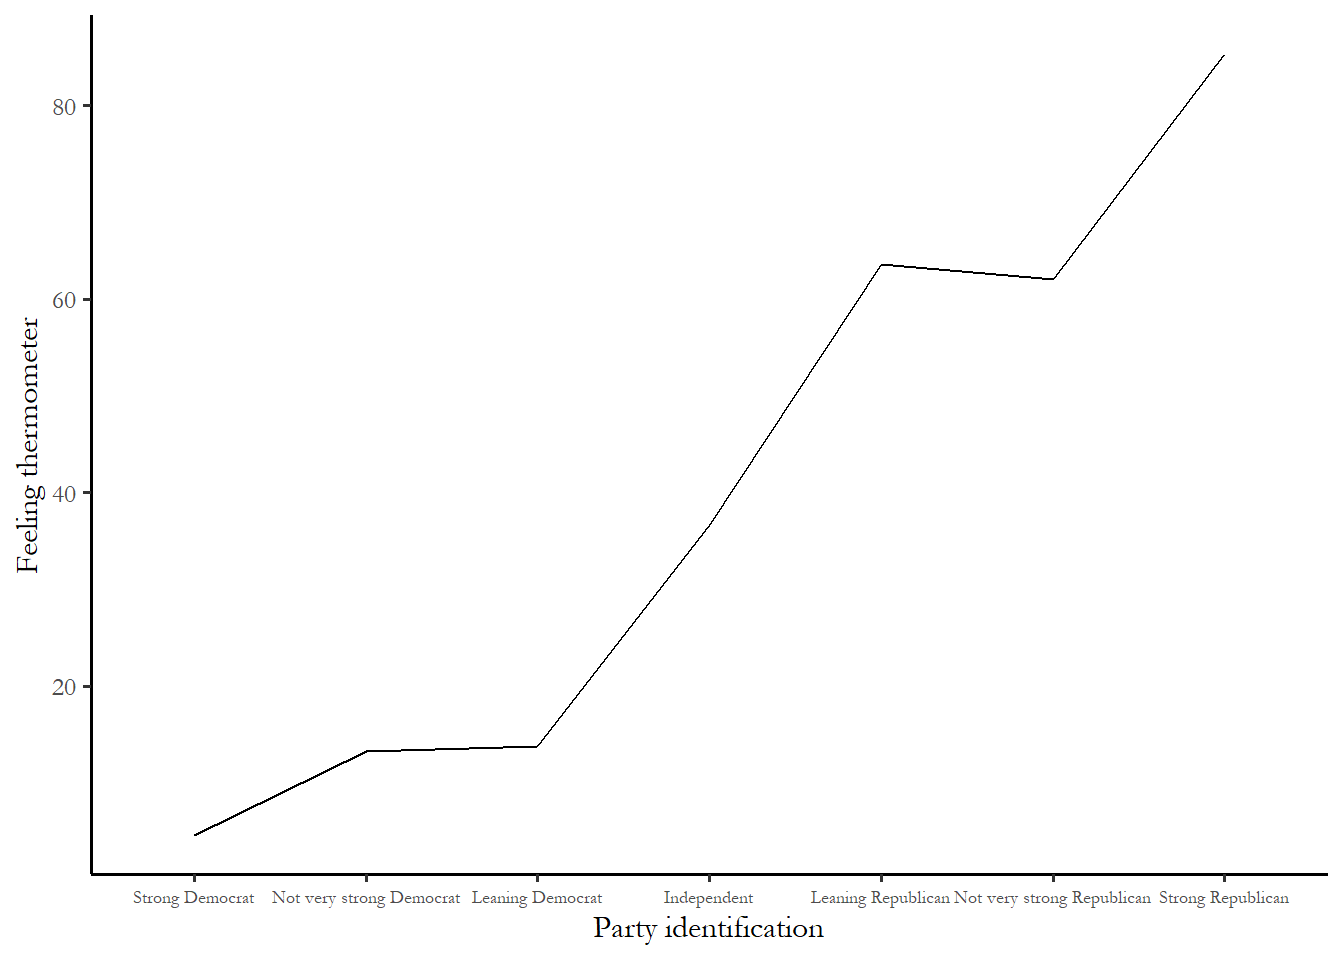 80
60
40
20
Feeling thermometer
Strong Democrat Not very strong Democrat Leaning Democrat Independent Leaning Republican Not very strong Republican Strong Republican
Party identification